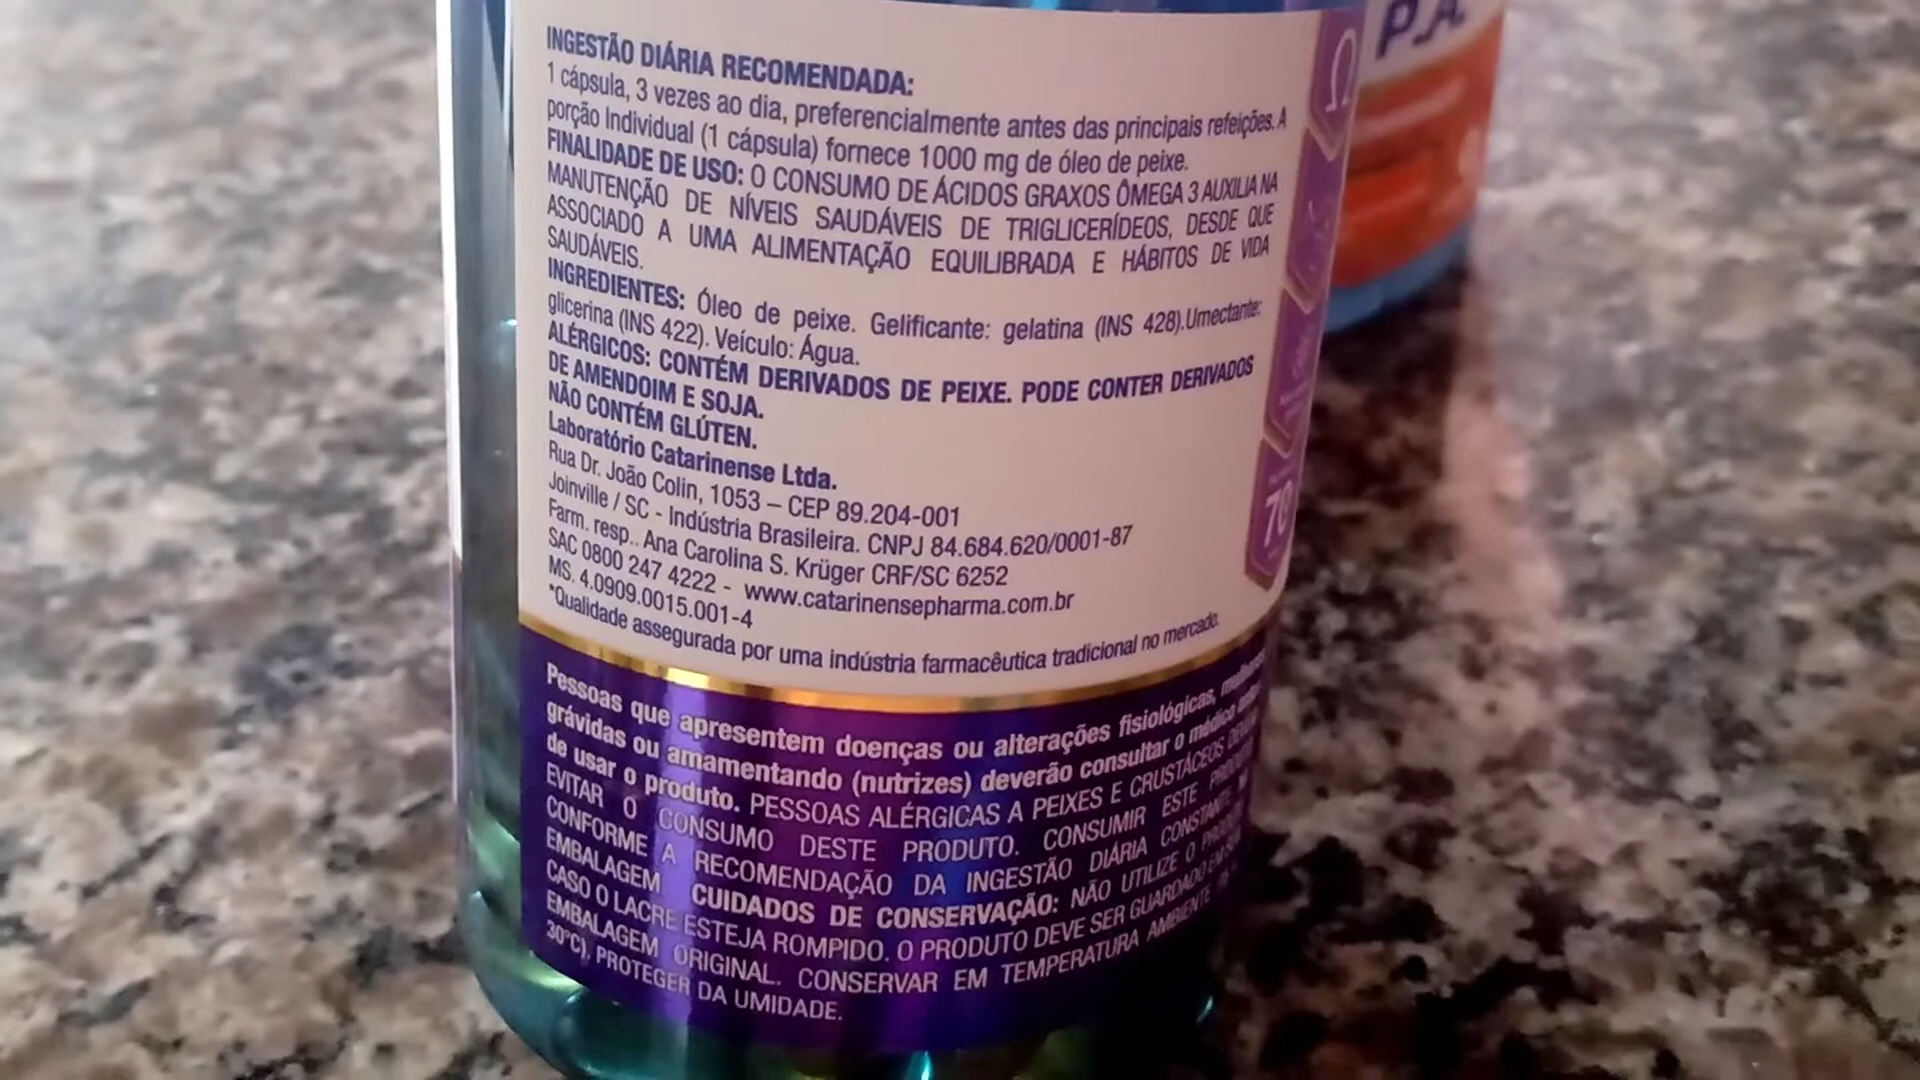 INGESTÃO DIÁRIA RECOMENDADA:
1 cápsula, 3 vezes ao dia, preferencialmente antes das principais refeições. A
porção Individual (1 cápsula) fornece 1000 mg de óleo de peixe.
FINALIDADE DE USO: O CONSUMO DE ÁCIDOS GRAXOS ÔMEGA 3 AUXILIA NA
MANUTENÇÃO DE NÍVEIS SAUDÁVEIS DE TRIGLICERÍDEOS, DESDE QUE
ASSOCIADO A UMA ALIMENTAÇÃO EQUILIBRADA E HÁBITOS DE VIDA
SAUDÁVEIS.
INGREDIENTES: Óleo de peixe. Gelificante: gelatina (INS 428).Umectante:
glicerina (INS 422). Veículo: Água.
ALÉRGICOS: CONTÉM DERIVADOS DE PEIXE. PODE CONTER DERIVADOS
DE AMENDOIM E SOJA.
NÃO CONTÉM GLÚTEN.
Laboratório Catarinense Ltda.
Rua Dr. João Colin, 1053 – CEP 89.204-001
Joinville / SC - Indústria Brasileira. CNPJ 84.684.620/0001-87
Farm. resp.. Ana Carolina S. Krüger CRF/SC 6252
SAC 0800 247 4222 - www.catarinensepharma.com.br
MS. 4.0909.0015.001-4
*Qualidade assegurada por uma indústria farmacêutica tradicional no mercado.
Pessoas que apresentem doenças ou alterações fisiológicas,
grávidas ou amamentando (nutrizes) deverão consultar o médico
de usar o produto. PESSOAS ALÉRGICAS A PEIXES E CRUSTÁCEOS
EVITAR O CONSUMO DESTE PRODUTO. CONSUMIR ESTE
CONFORME A RECOMENDAÇÃO DA INGESTÃO DIÁRIA CONSTANTE
EMBALAGEM CUIDADOS DE CONSERVAÇÃO: NÃO UTILIZE O
CASO O LACRE ESTEJA ROMPIDO. O PRODUTO DEVE SER GUARDADO EM
EMBALAGEM ORIGINAL. CONSERVAR EM TEMPERATURA AMBIENTE
30°C), PROTEGER DA UMIDADE.
Ω
70
P.A.